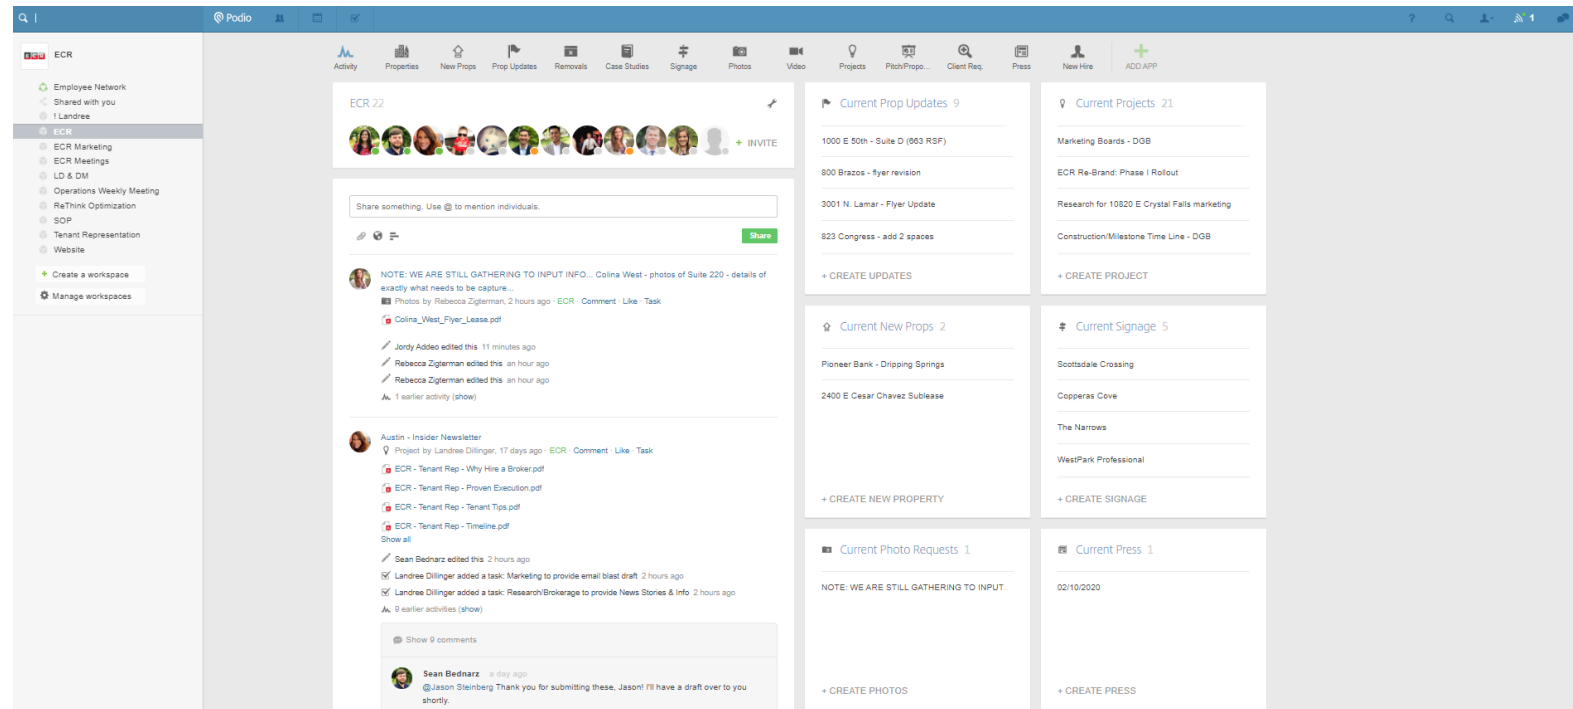 Podio
?
1
ECR
Employee Network
Shared with you
! Landree
ECR
ECR Marketing
ECR Meetings
LD & DM
Operations Weekly Meeting
ReThink Optimization
SOP
Tenant Representation
Website
+ Create a workspace
Manage workspaces
Activity
Properties
New Props
Prop Updates
Removals
Case Studies
Signage
Photos
Video
Projects
Pitch/Propo...
Client Req.
Press
New Hire
ADD APP
ECR 22
+ INVITE
Share something. Use @ to mention individuals.
Share
NOTE: WE ARE STILL GATHERING TO INPUT INFO... Colina West - photos of Suite 220 - details of
exactly what needs to be capture...
Photos by Rebecca Zigterman, 2 hours ago · ECR · Comment · Like · Task
Colina_West_Flyer_Lease.pdf
Jordy Addeo edited this 11 minutes ago
Rebecca Zigterman edited this an hour ago
Rebecca Zigterman edited this an hour ago
1 earlier activity (show)
Austin - Insider Newsletter
Project by Landree Dillinger, 17 days ago · ECR · Comment · Like · Task
ECR - Tenant Rep - Why Hire a Broker.pdf
ECR - Tenant Rep - Proven Execution.pdf
ECR - Tenant Rep - Tenant Tips.pdf
ECR - Tenant Rep - Timeline.pdf
Show all
Sean Bednarz edited this 2 hours ago
Landree Dillinger added a task: Marketing to provide email blast draft 2 hours ago
Landree Dillinger added a task: Research/Brokerage to provide News Stories & Info 2 hours ago
9 earlier activities (show)
Show 9 comments
Sean Bednarz a day ago
@Jason Steinberg Thank you for submitting these, Jason! I'll have a draft over to you
shortly.
Current Prop Updates 9
1000 E 50th - Suite D (663 RSF)
800 Brazos - flyer revision
3001 N. Lamar - Flyer Update
823 Congress - add 2 spaces
+ CREATE UPDATES
Current Projects 21
Marketing Boards - DGB
ECR Re-Brand: Phase I Rollout
Research for 10820 E Crystal Falls marketing
Construction/Milestone Time Line - DGB
+ CREATE PROJECT
Current New Props 2
Pioneer Bank - Dripping Springs
2400 E Cesar Chavez Sublease
+ CREATE NEW PROPERTY
Current Signage 5
Scottsdale Crossing
Copperas Cove
The Narrows
WestPark Professional
+ CREATE SIGNAGE
Current Photo Requests 1
NOTE: WE ARE STILL GATHERING TO INPUT
+ CREATE PHOTOS
Current Press 1
02/10/2020
+ CREATE PRESS